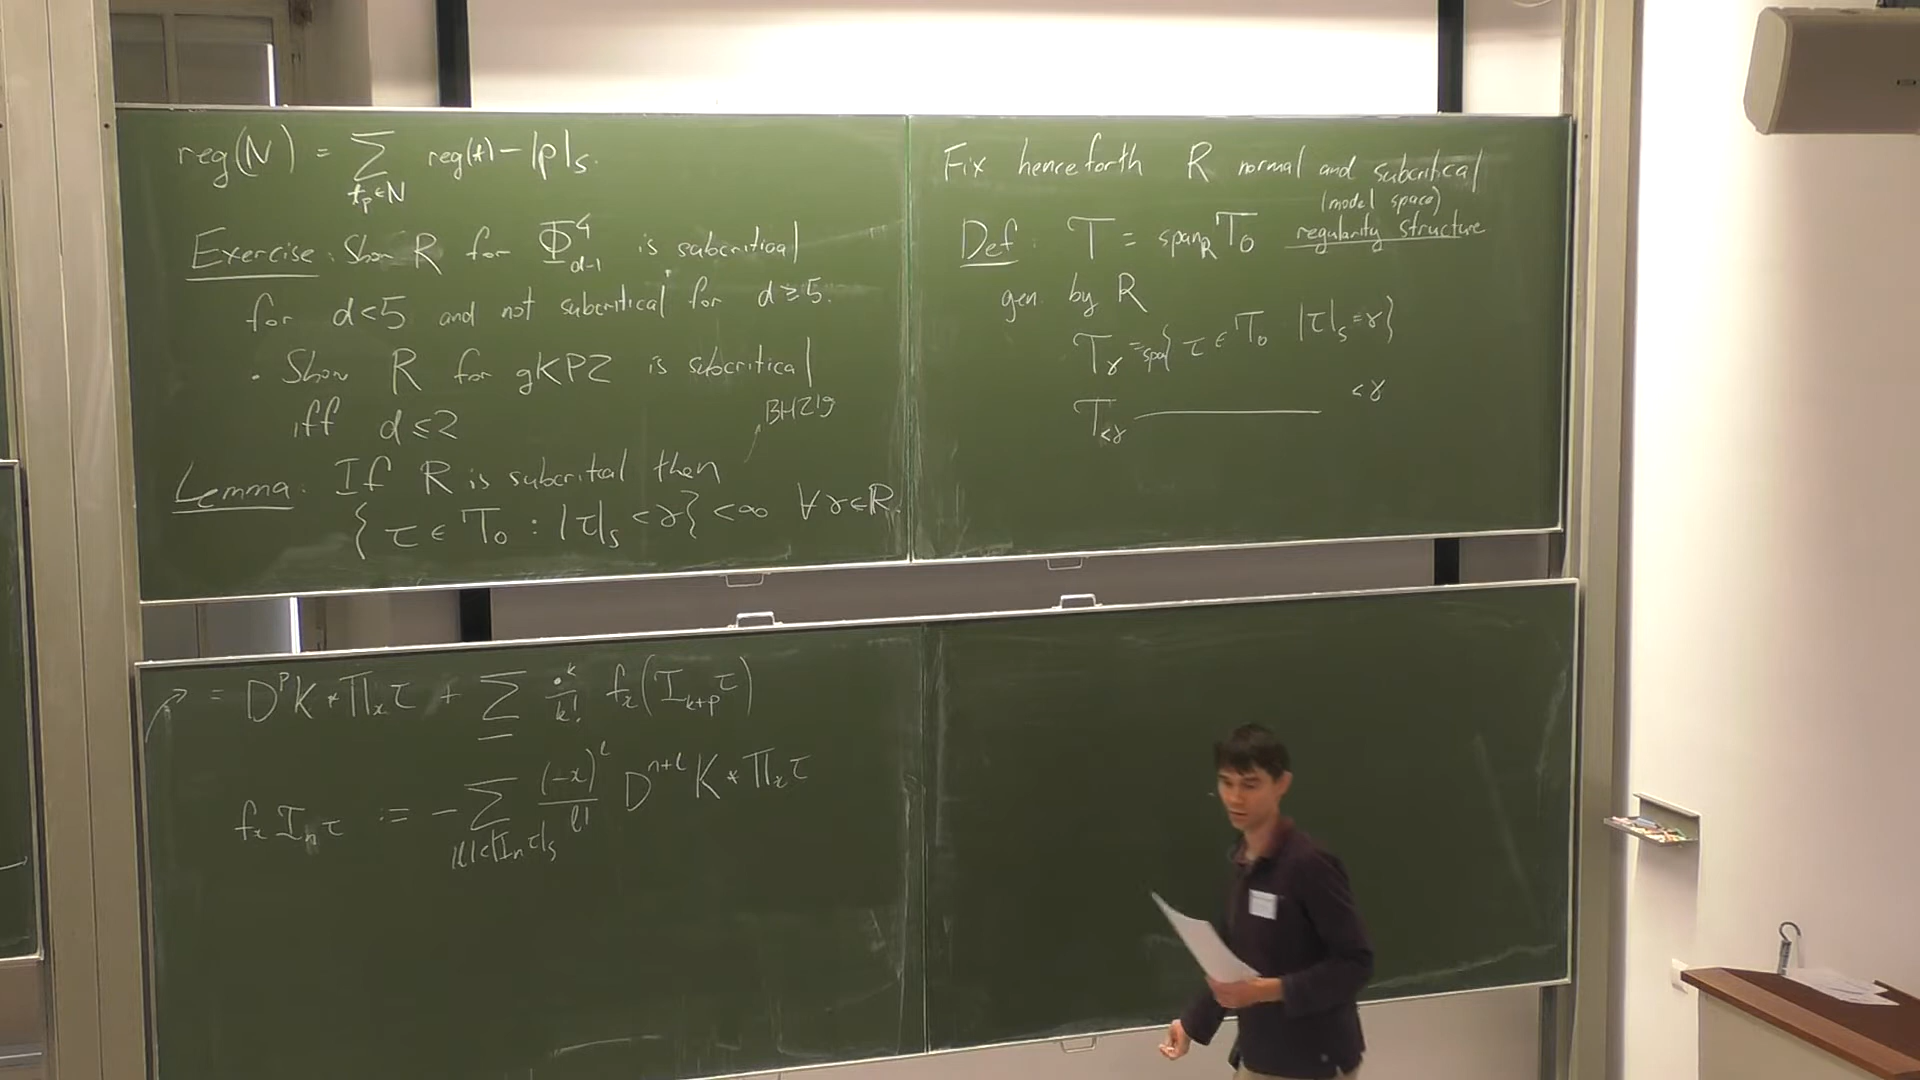 reg(N) = ∑_{t_p ∈ N} reg(t) − |p|_s.
Exercise: Show R for Φ^4_{d-1} is subcritical
for d<5 and not subcritical for d≥5.
· Show R for gKPZ is subcritical
iff d ≤ 2
BHZ19
Lemma. If R is subcritcal then
{ τ ∈ T_0 : |τ|_s < γ} < ∞ ∀γ∈R.
Fix henceforth R normal and subcritical
(model space)
Def: T = span_R T_0 regularity structure
gen. by R
T_γ = span{ τ ∈ T_0 |τ|_s = γ}
T_{<γ} ——— < γ
= D^p K * Π_x τ + ∑ •^k/k! f_x(I_{k+p} τ)
f_x I_n τ := − ∑_{|l|<|I_n τ|_s} (−x)^l/l! D^{n+l} K * Π_x τ